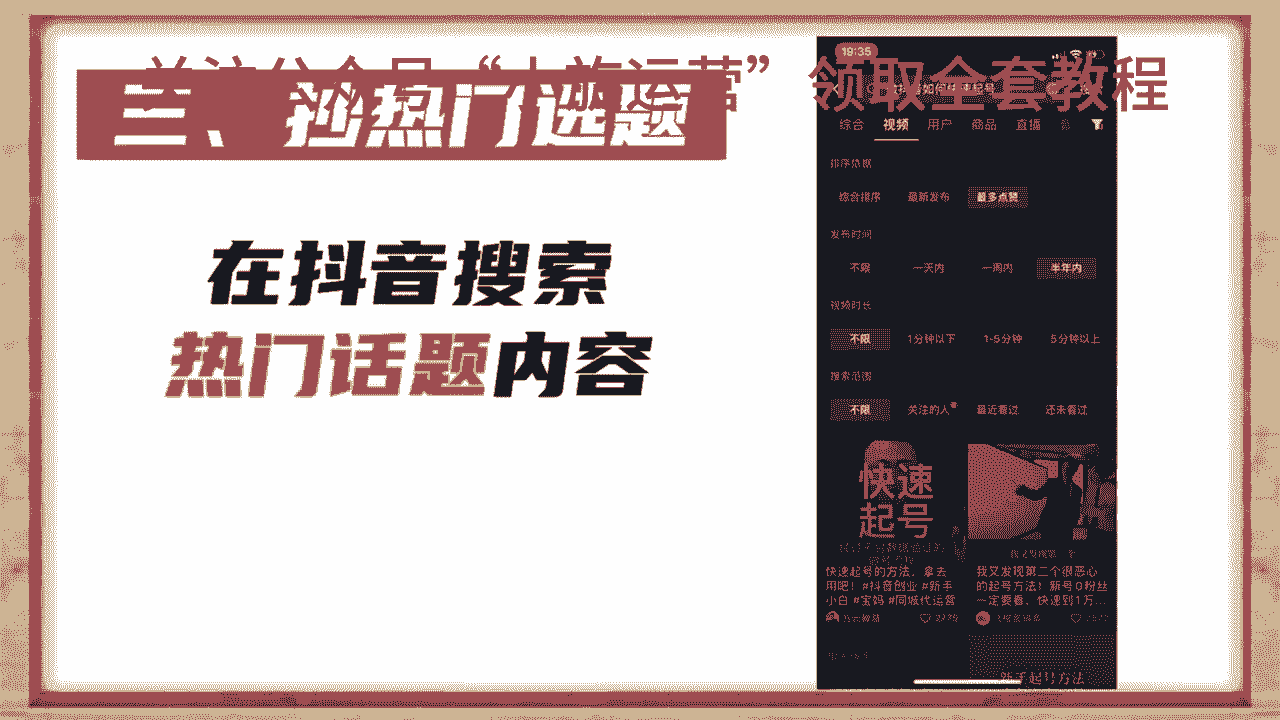 领取全套教程
三、抄热门选题
在抖音搜索
热门话题内容
19:35
综合 视频 用户 商品 直播
排序依据
综合排序 最新发布 最多点赞
发布时间
不限 一天内 一周内 半年内
视频时长
不限 1分钟以下 1-5分钟 5分钟以上
搜索范围
不限 关注的人 最近看过 还未看过
快速
起号
快速起号的方法，拿去
用吧！#抖音创业 #新手
小白 #宝妈 #同城代运营
我又发现第二个很恶心
的起号方法！新号0粉丝
一定要看，快速到1万...
新手起号方法